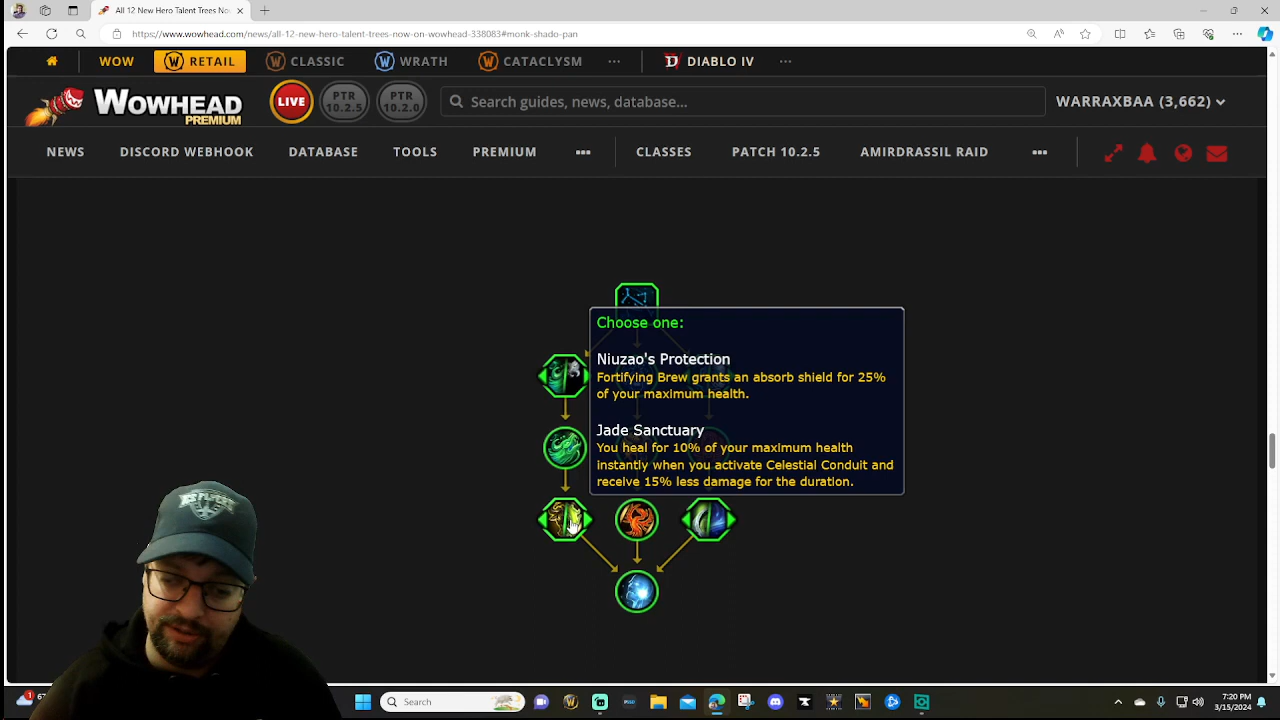 All 12 New Hero Talent Trees No
https://www.wowhead.com/news/all-12-new-hero-talent-trees-now-on-wowhead-338083#monk-shado-pan
WOW
RETAIL
CLASSIC
WRATH
CATACLYSM
DIABLO IV
WOWHEAD
PREMIUM
LIVE
PTR
10.2.5
PTR
10.2.0
Search guides, news, database...
WARRAXBAA (3,662)
NEWS
DISCORD WEBHOOK
DATABASE
TOOLS
PREMIUM
CLASSES
PATCH 10.2.5
AMIRDRASSIL RAID
Choose one:
Niuzao's Protection
Fortifying Brew grants an absorb shield for 25%
of your maximum health.
Jade Sanctuary
You heal for 10% of your maximum health
instantly when you activate Celestial Conduit and
receive 15% less damage for the duration.
Search
7:20 PM
3/15/2024